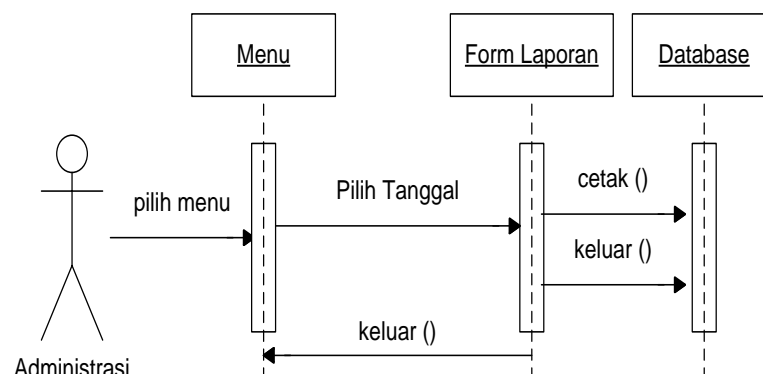 Menu
Form Laporan
Database
pilih menu
Pilih Tanggal
cetak ()
keluar ()
keluar ()
Administrasi